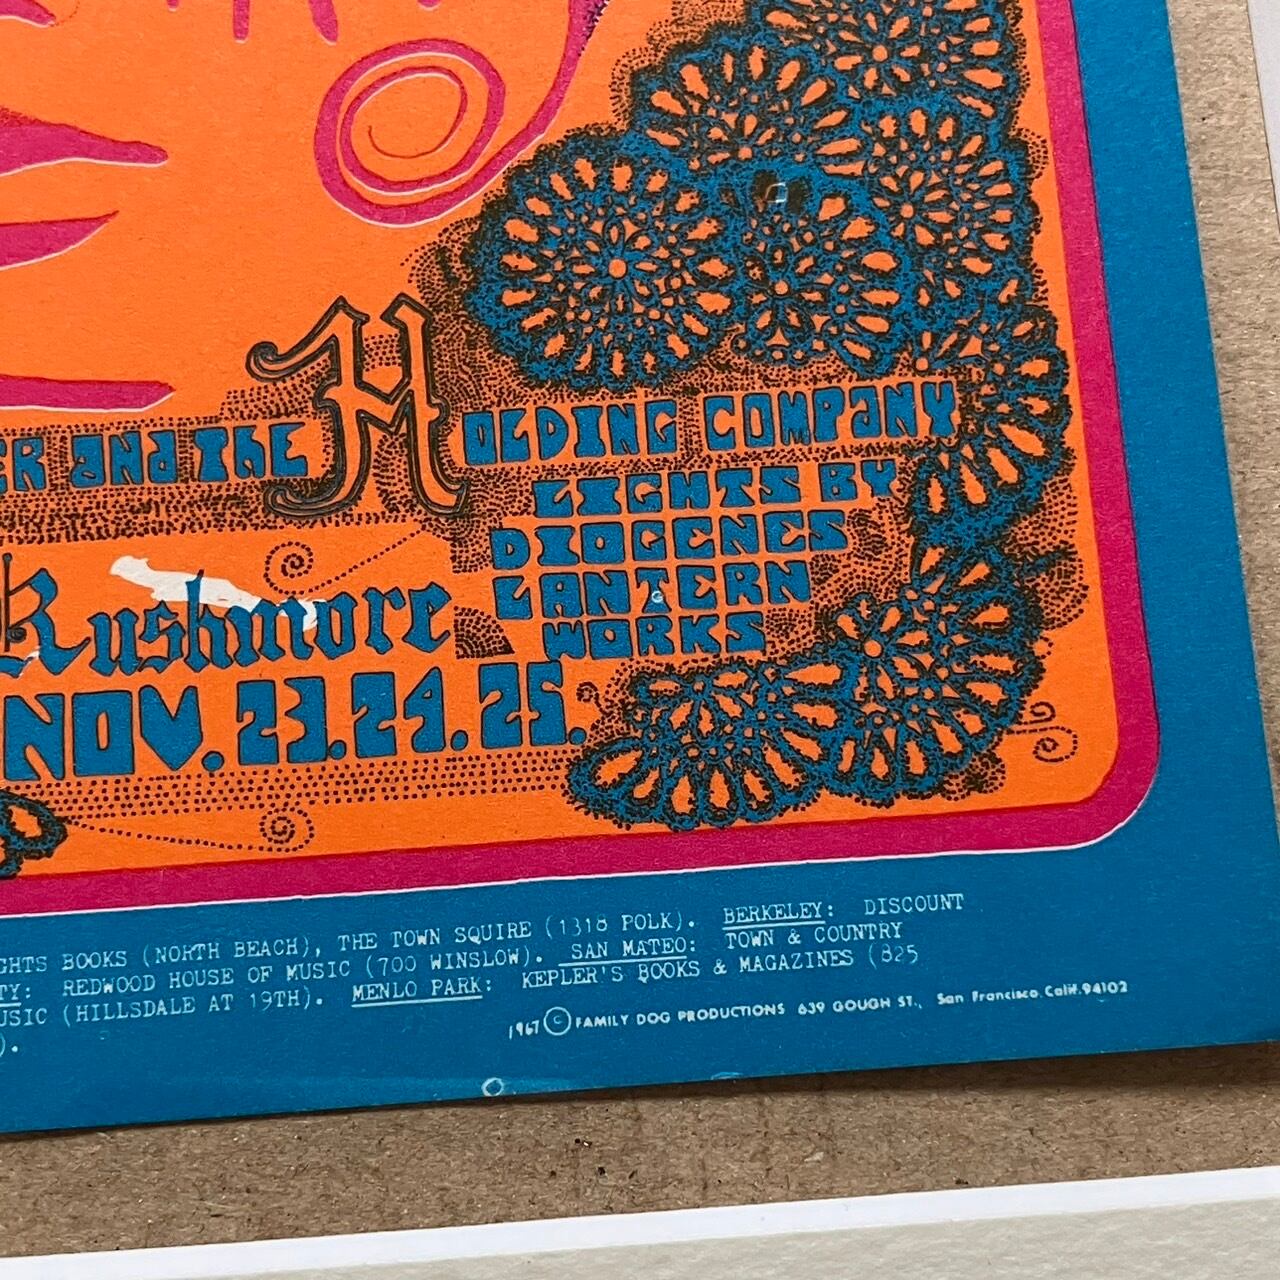 ER and The HOLDING COMPANY
LIGHTS BY
DIOGENES
LANTERN
WORKS
Rushmore
NOV. 23. 24. 25.
GHTS BOOKS (NORTH BEACH), THE TOWN SQUIRE (1318 POLK). BERKELEY: DISCOUNT
TY: REDWOOD HOUSE OF MUSIC (700 WINSLOW). SAN MATEO: TOWN & COUNTRY
USIC (HILLSDALE AT 19TH). MENLO PARK: KEPLER'S BOOKS & MAGAZINES (825
).
1967 © FAMILY DOG PRODUCTIONS 639 GOUGH ST., San Francisco, Calif. 94102